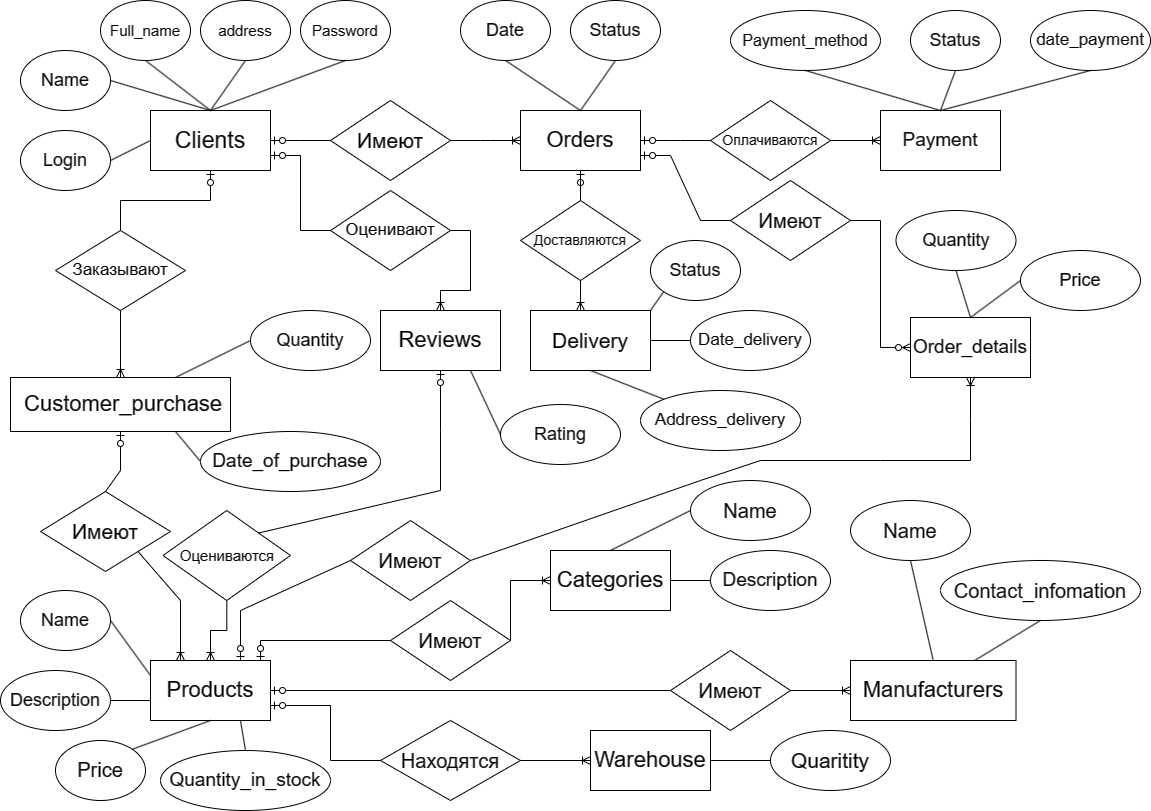 Full_name
address
Password
Date
Status
Payment_method
Status
date_payment
Name
Clients
Имеют
Orders
Оплачиваются
Payment
Login
Оценивают
Имеют
Заказывают
Доставляются
Quantity
Status
Price
Quantity
Reviews
Delivery
Date_delivery
Order_details
Customer_purchase
Rating
Address_delivery
Date_of_purchase
Name
Имеют
Name
Оцениваются
Имеют
Categories
Description
Contact_infomation
Name
Имеют
Products
Имеют
Manufacturers
Description
Price
Quantity_in_stock
Находятся
Warehouse
Quaritity